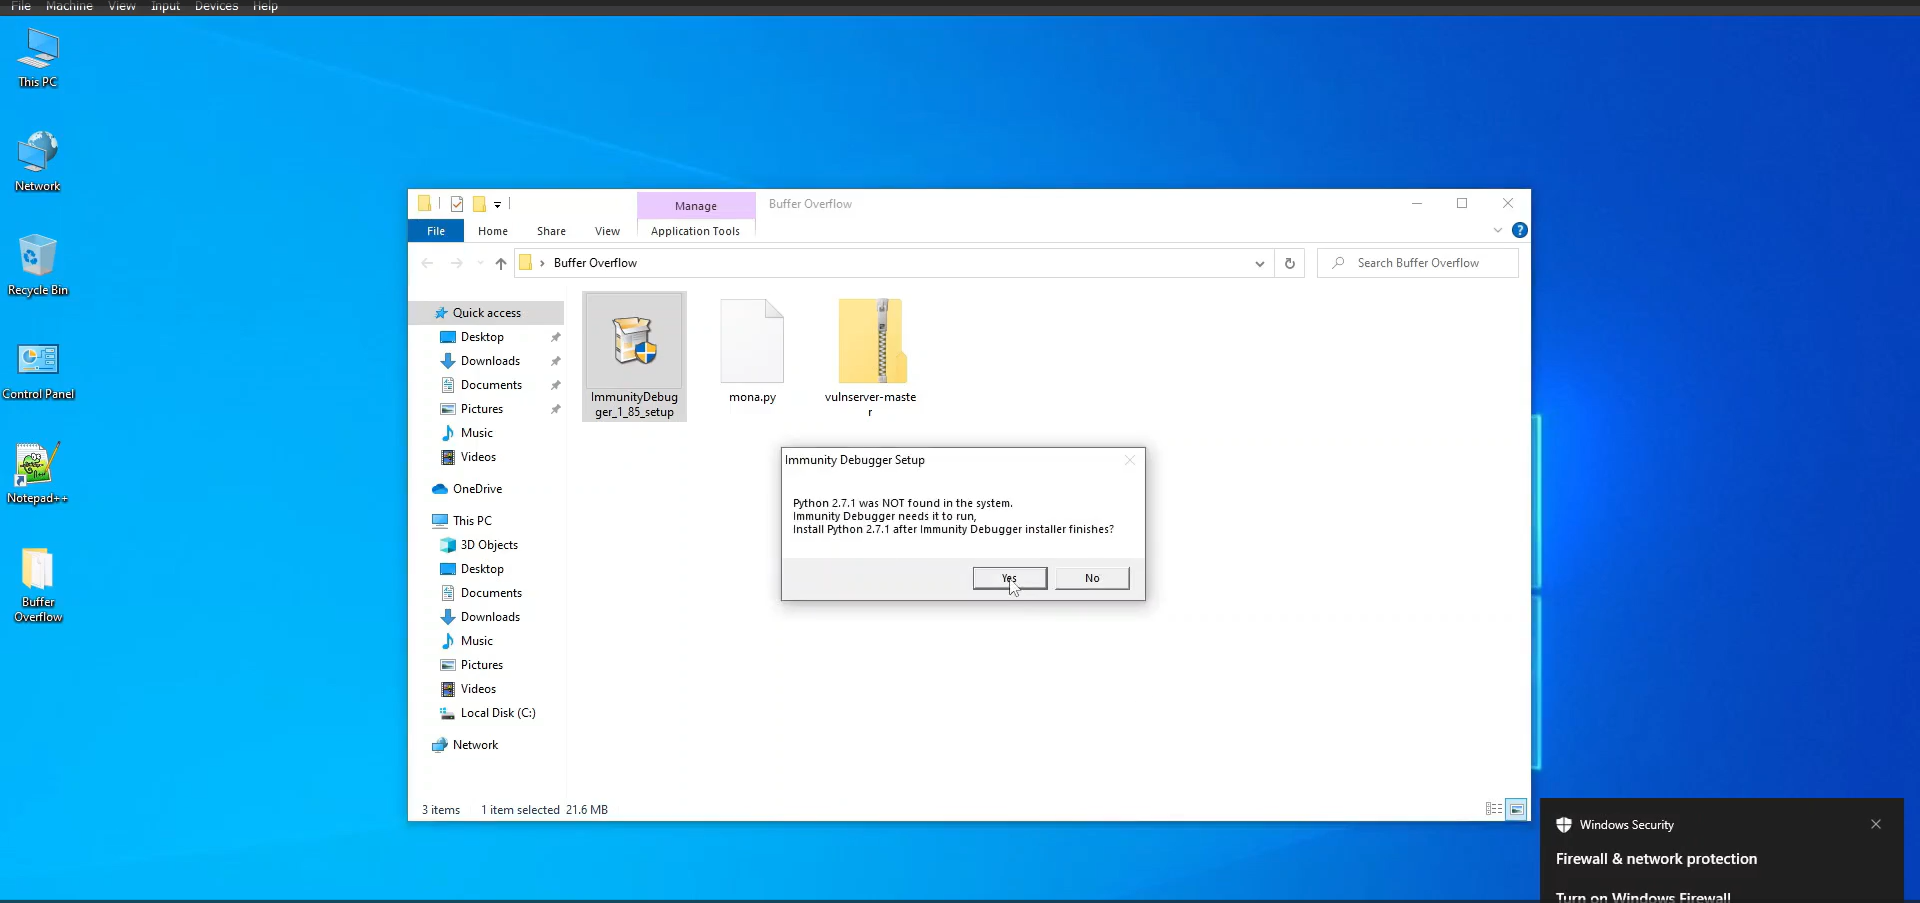 File Machine View Input Devices Help
This PC
Network
Recycle Bin
Control Panel
Notepad++
Buffer
Overflow
Manage
Buffer Overflow
File Home Share View Application Tools
Buffer Overflow
Search Buffer Overflow
Quick access
Desktop
Downloads
Documents
Pictures
Music
Videos
OneDrive
This PC
3D Objects
Desktop
Documents
Downloads
Music
Pictures
Videos
Local Disk (C:)
Network
ImmunityDebug
ger_1_85_setup
mona.py
vulnserver-maste
r
Immunity Debugger Setup
Python 2.7.1 was NOT found in the system.
Immunity Debugger needs it to run,
Install Python 2.7.1 after Immunity Debugger installer finishes?
Yes No
3 items 1 item selected 21.6 MB
Windows Security
Firewall & network protection
Turn on Windows Firewall